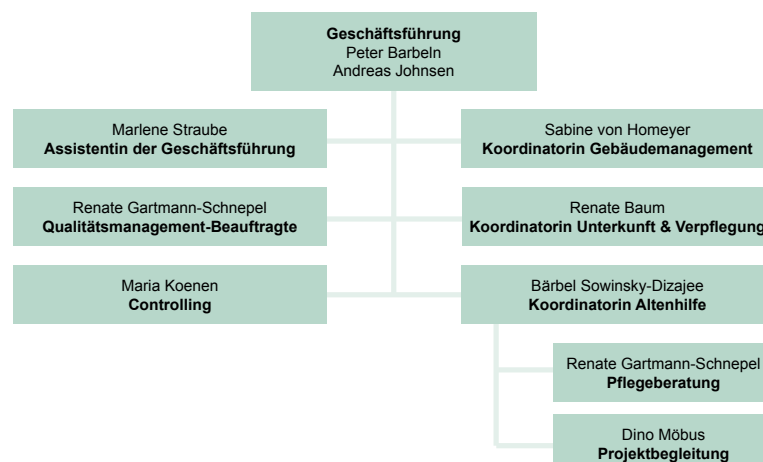 Geschäftsführung
Peter Barbeln
Andreas Johnsen
Marlene Straube
Assistentin der Geschäftsführung
Sabine von Homeyer
Koordinatorin Gebäudemanagement
Renate Gartmann-Schnepel
Qualitätsmanagement-Beauftragte
Renate Baum
Koordinatorin Unterkunft & Verpflegung
Maria Koenen
Controlling
Bärbel Sowinsky-Dizajee
Koordinatorin Altenhilfe
Renate Gartmann-Schnepel
Pflegeberatung
Dino Möbus
Projektbegleitung